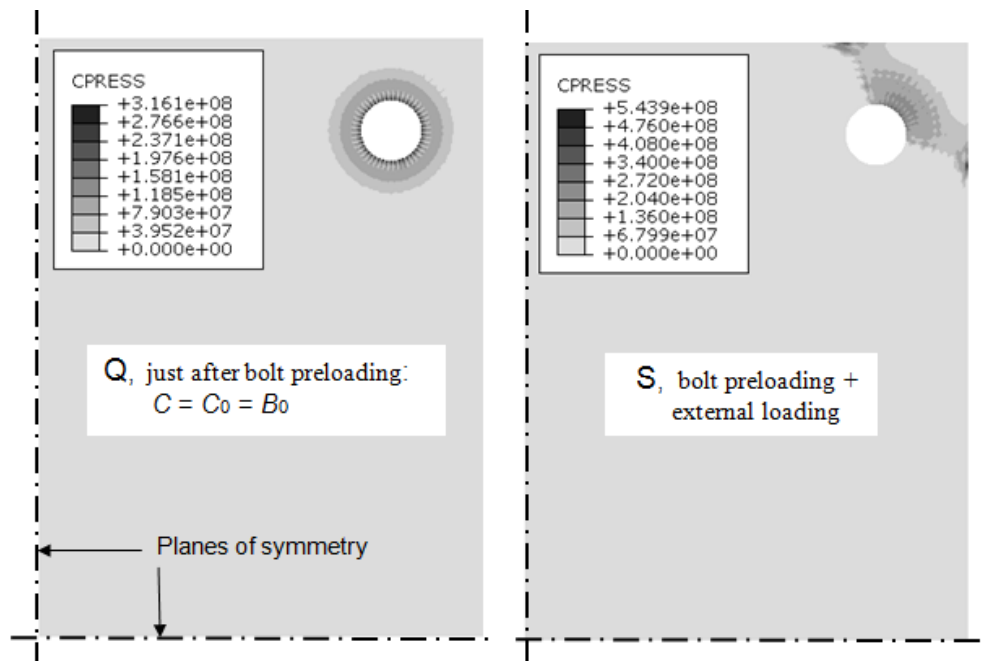 CPRESS
+3.161e+08
+2.766e+08
+2.371e+08
+1.976e+08
+1.581e+08
+1.185e+08
+7.903e+07
+3.952e+07
+0.000e+00
Q, just after bolt preloading:
C = C0 = B0
Planes of symmetry
CPRESS
+5.439e+08
+4.760e+08
+4.080e+08
+3.400e+08
+2.720e+08
+2.040e+08
+1.360e+08
+6.799e+07
+0.000e+00
S, bolt preloading +
external loading